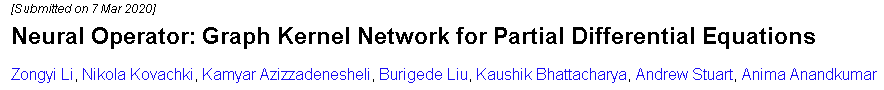 [Submitted on 7 Mar 2020]
Neural Operator: Graph Kernel Network for Partial Differential Equations
Zongyi Li, Nikola Kovachki, Kamyar Azizzadenesheli, Burigede Liu, Kaushik Bhattacharya, Andrew Stuart, Anima Anandkumar